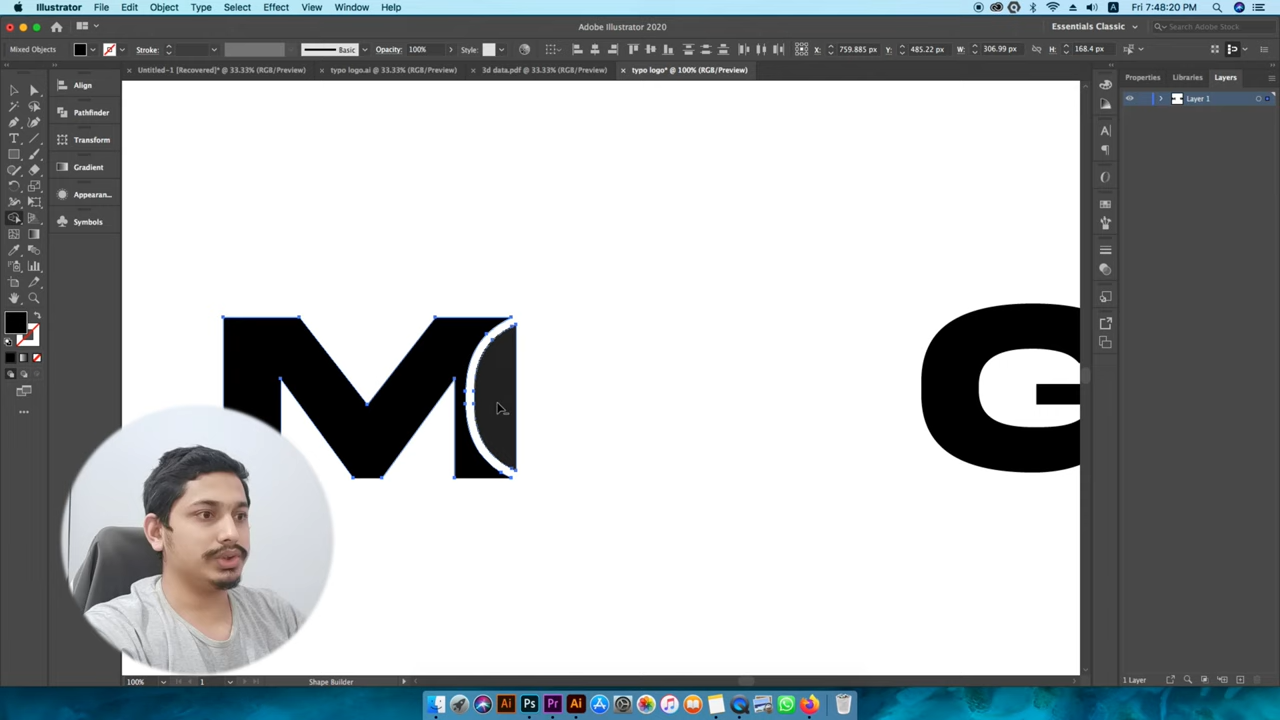 Illustrator File Edit Object Type Select Effect View Window Help
Fri 7 May 7:48:20 PM
Adobe Illustrator 2020
Essentials Classic
Search Adobe Stock
Mixed Objects Stroke: Basic Opacity: 100% Style: X: 759.885 px Y: 485.22 px W: 306.99 px H: 168.4 px
Untitled-1 [Recovered]* @ 33.33% (RGB/Preview) typo logo.ai @ 33.33% (RGB/Preview) 3d data.pdf @ 33.33% (RGB/Preview) typo logo* @ 100% (RGB/Preview)
Properties Libraries Layers
Align
Layer 1
Pathfinder
Transform
Gradient
Appearan...
Symbols
M G
100% 1 Shape Builder
1 Layer